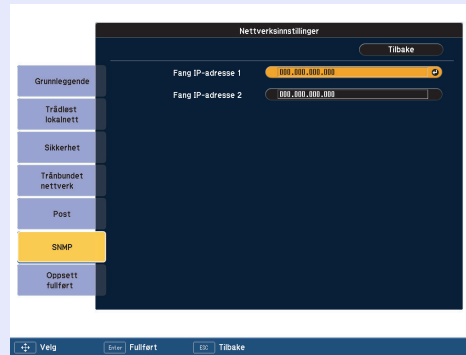 Nettverksinnstillinger
Tilbake
Fang IP-adresse 1
000.000.000.000
Fang IP-adresse 2
000.000.000.000
Grunnleggende
Trådløst
lokalnett
Sikkerhet
Trånbundet
nettverk
Post
SNMP
Oppsett
fullført
Velg
Enter Fullført
ESC Tilbake